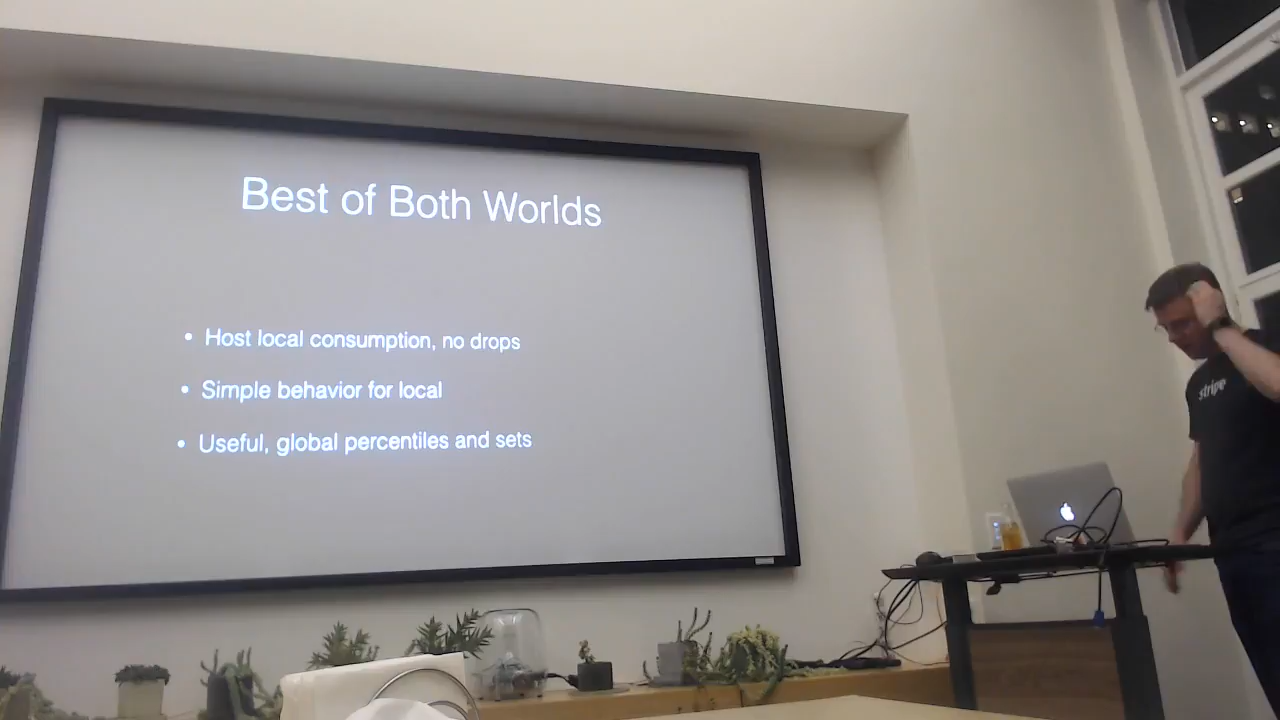 Best of Both Worlds
• Host local consumption, no drops
• Simple behavior for local
• Useful, global percentiles and sets
stripe